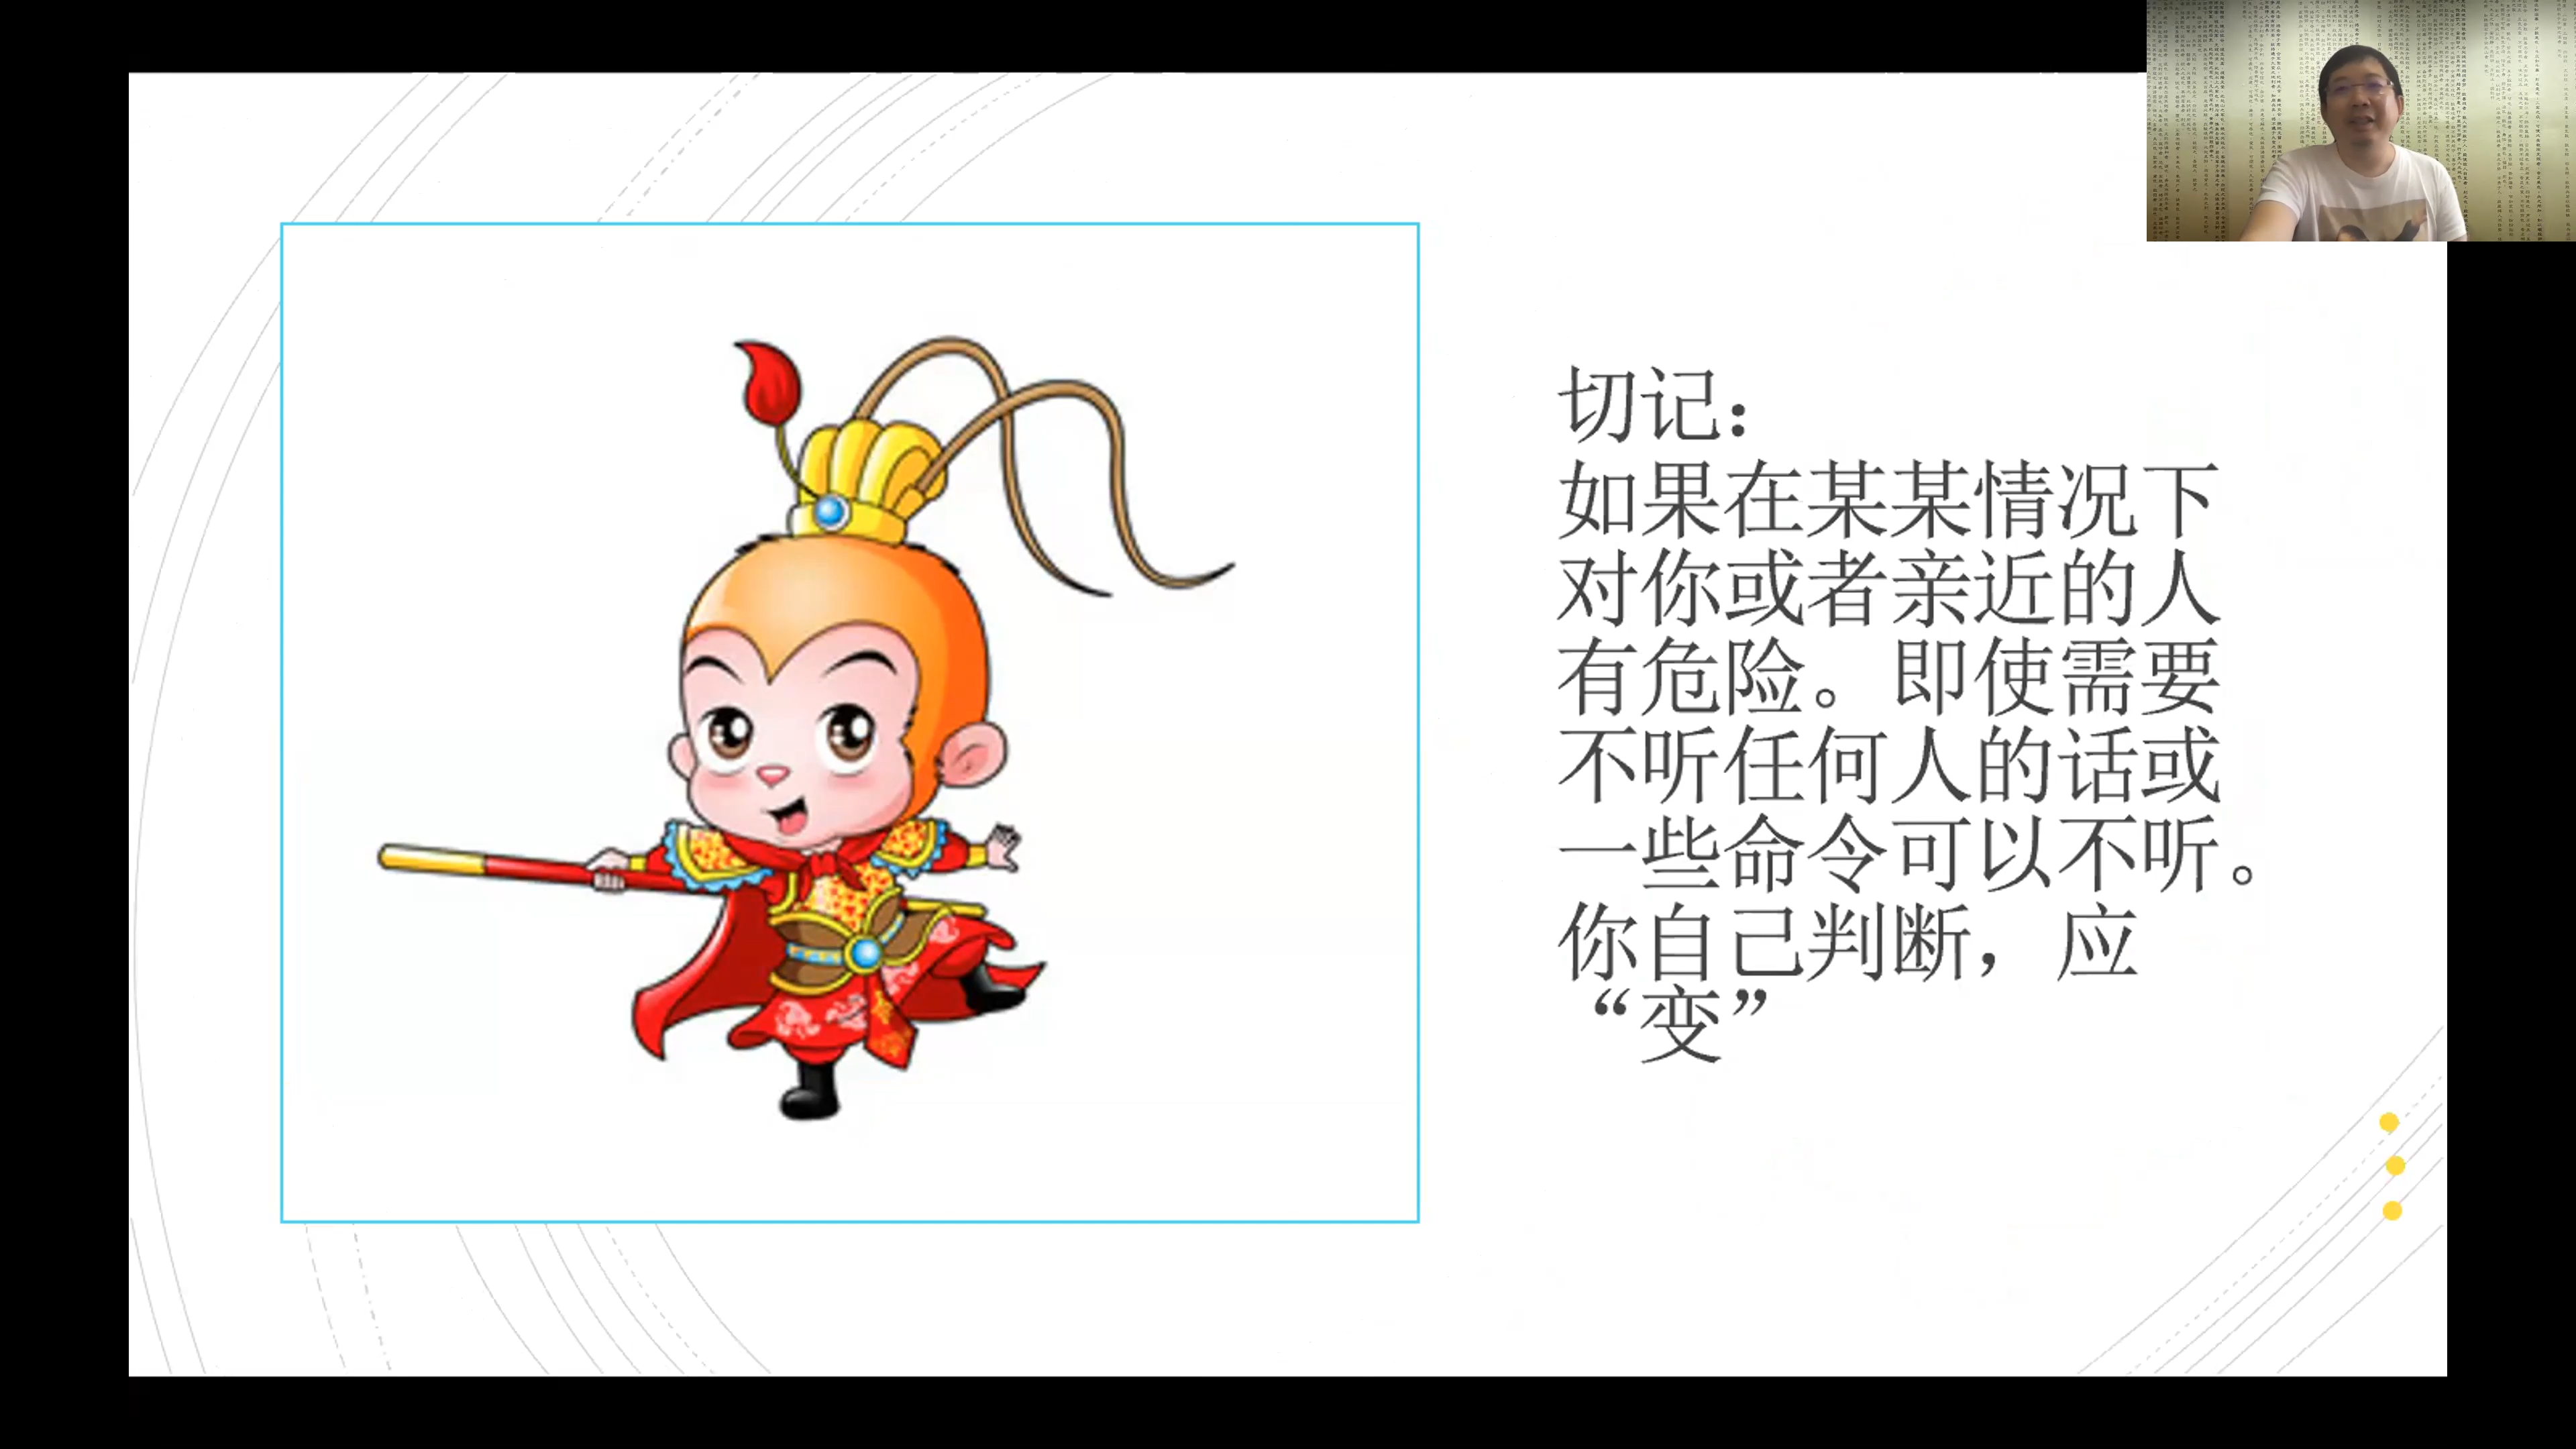 切记：
如果在某某情况下
对你或者亲近的人
有危险。即使需要
不听任何人的话或
一些命令可以不听。
你自己判断，应
“变”